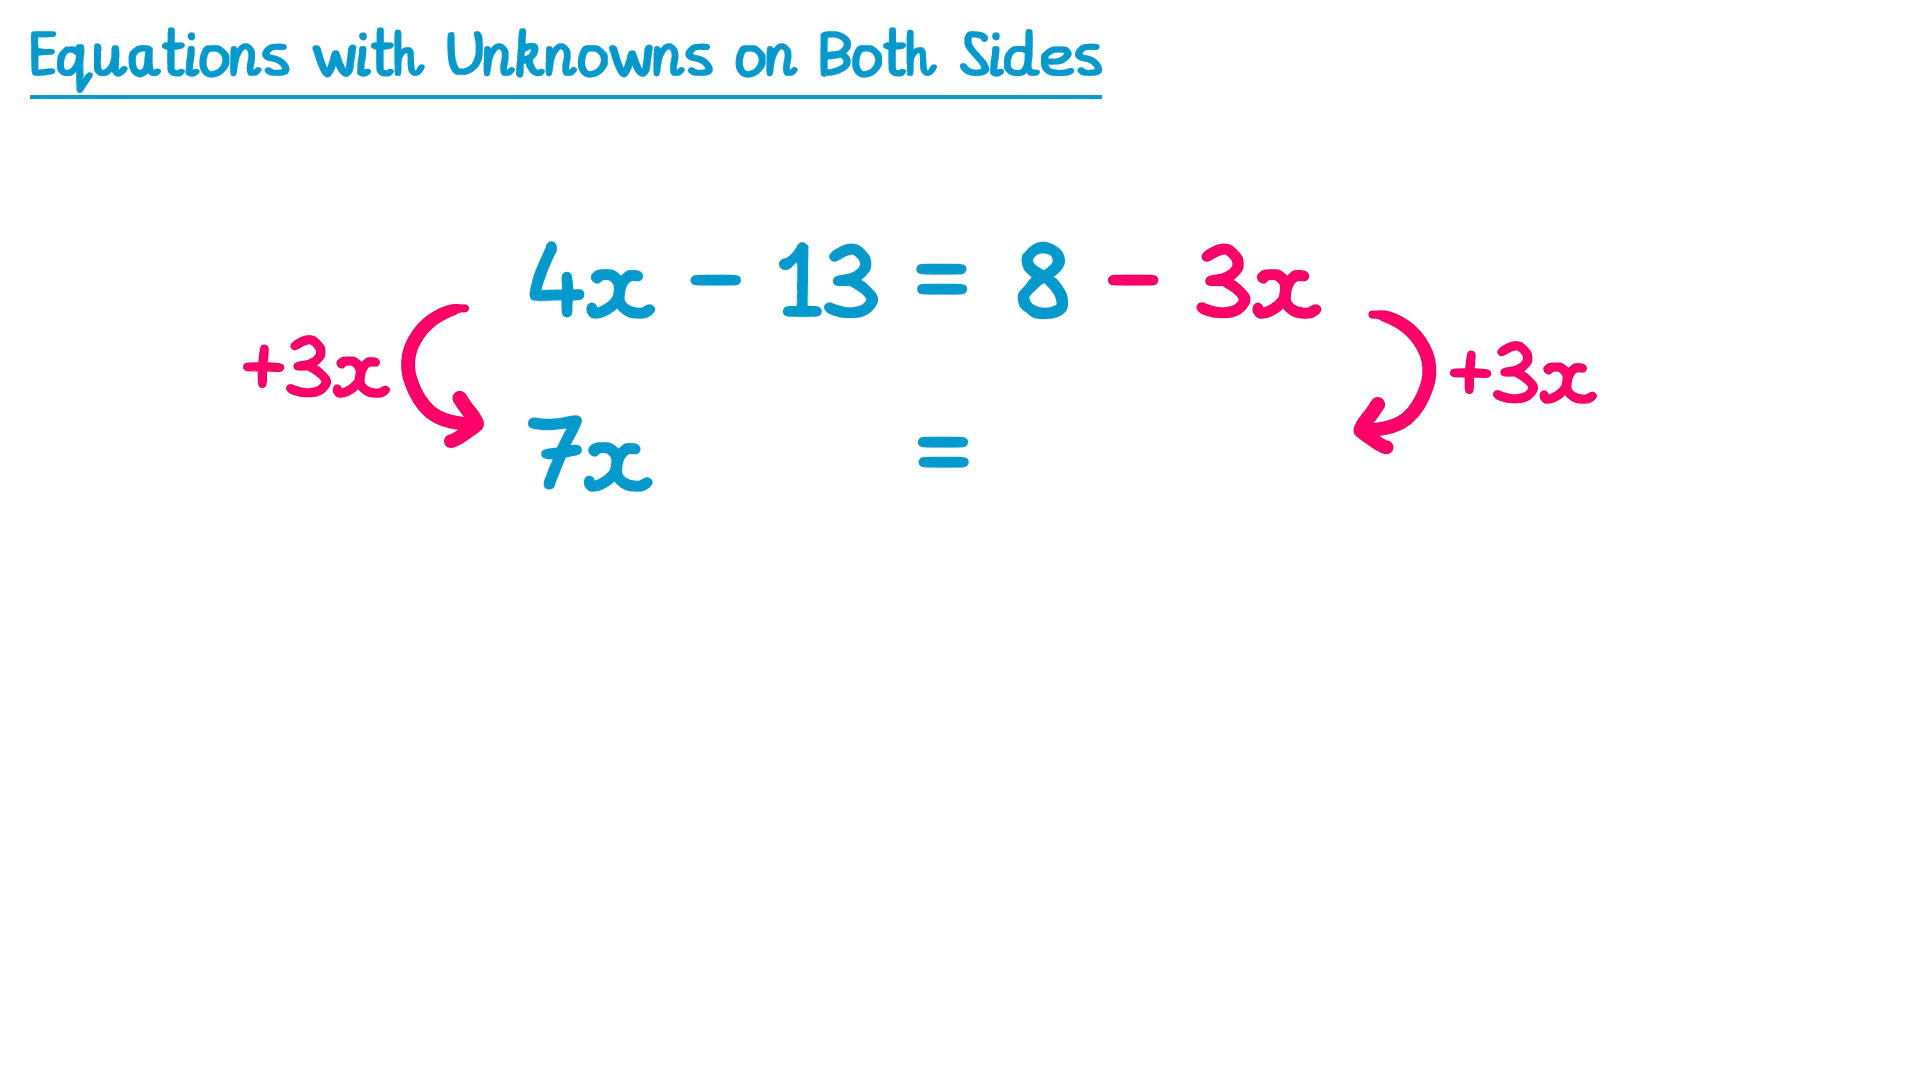 Equations with Unknowns on Both Sides
4x - 13 = 8 - 3x
+3x +3x
7x =